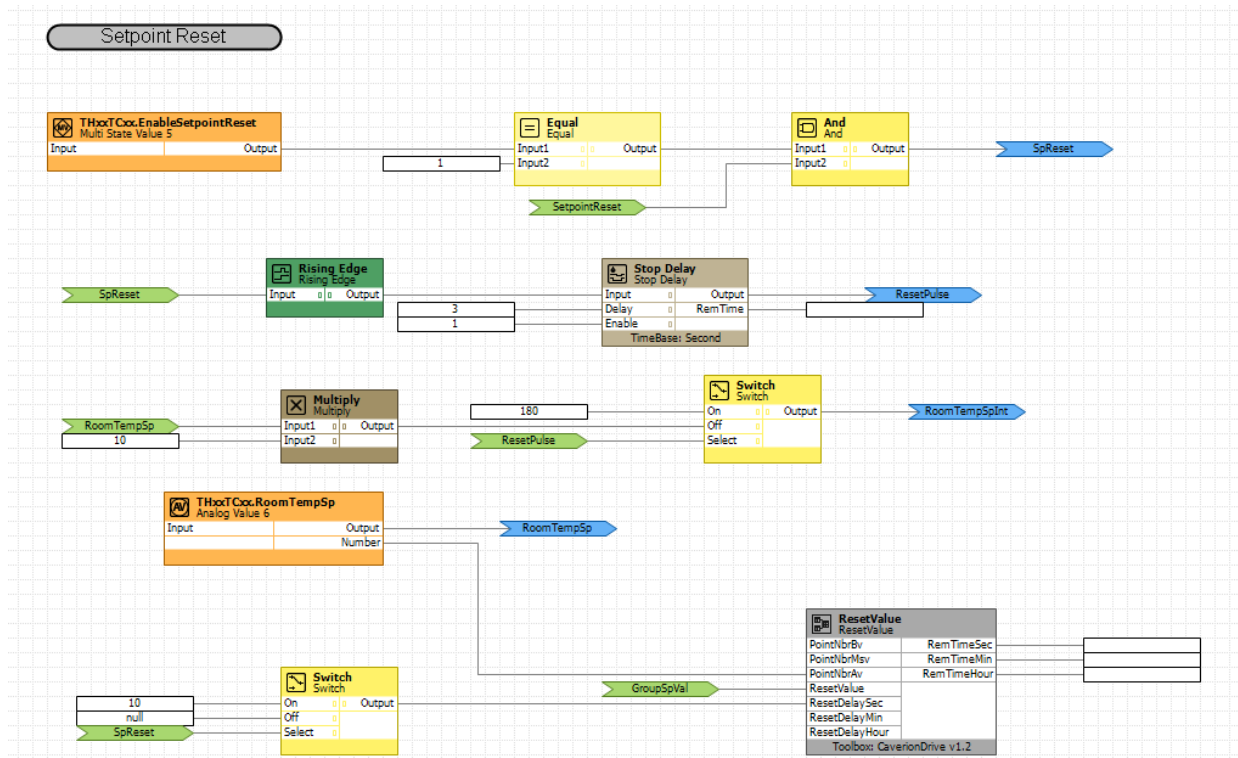 Setpoint Reset
THxxTCxx.EnableSetpointReset
Multi State Value 5
Input Output
Equal
Equal
Input1 Output
1 Input2
And
And
Input1 Output
Input2
SpReset
SetpointReset
SpReset
Rising Edge
Rising Edge
Input Output
Stop Delay
Stop Delay
Input Output
3 Delay RemTime
1 Enable
TimeBase: Second
ResetPulse
RoomTempSp
10
Multiply
Multiply
Input1 Output
Input2
180
ResetPulse
Switch
Switch
On Output
Off
Select
RoomTempSpInt
THxxTCxx.RoomTempSp
Analog Value 6
Input Output
Number
RoomTempSp
10
null
SpReset
Switch
Switch
On Output
Off
Select
GroupSpVal
ResetValue
ResetValue
PointNbrBv RemTimeSec
PointNbrMsv RemTimeMin
PointNbrAv RemTimeHour
ResetValue
ResetDelaySec
ResetDelayMin
ResetDelayHour
Toolbox: CaverionDrive v1.2